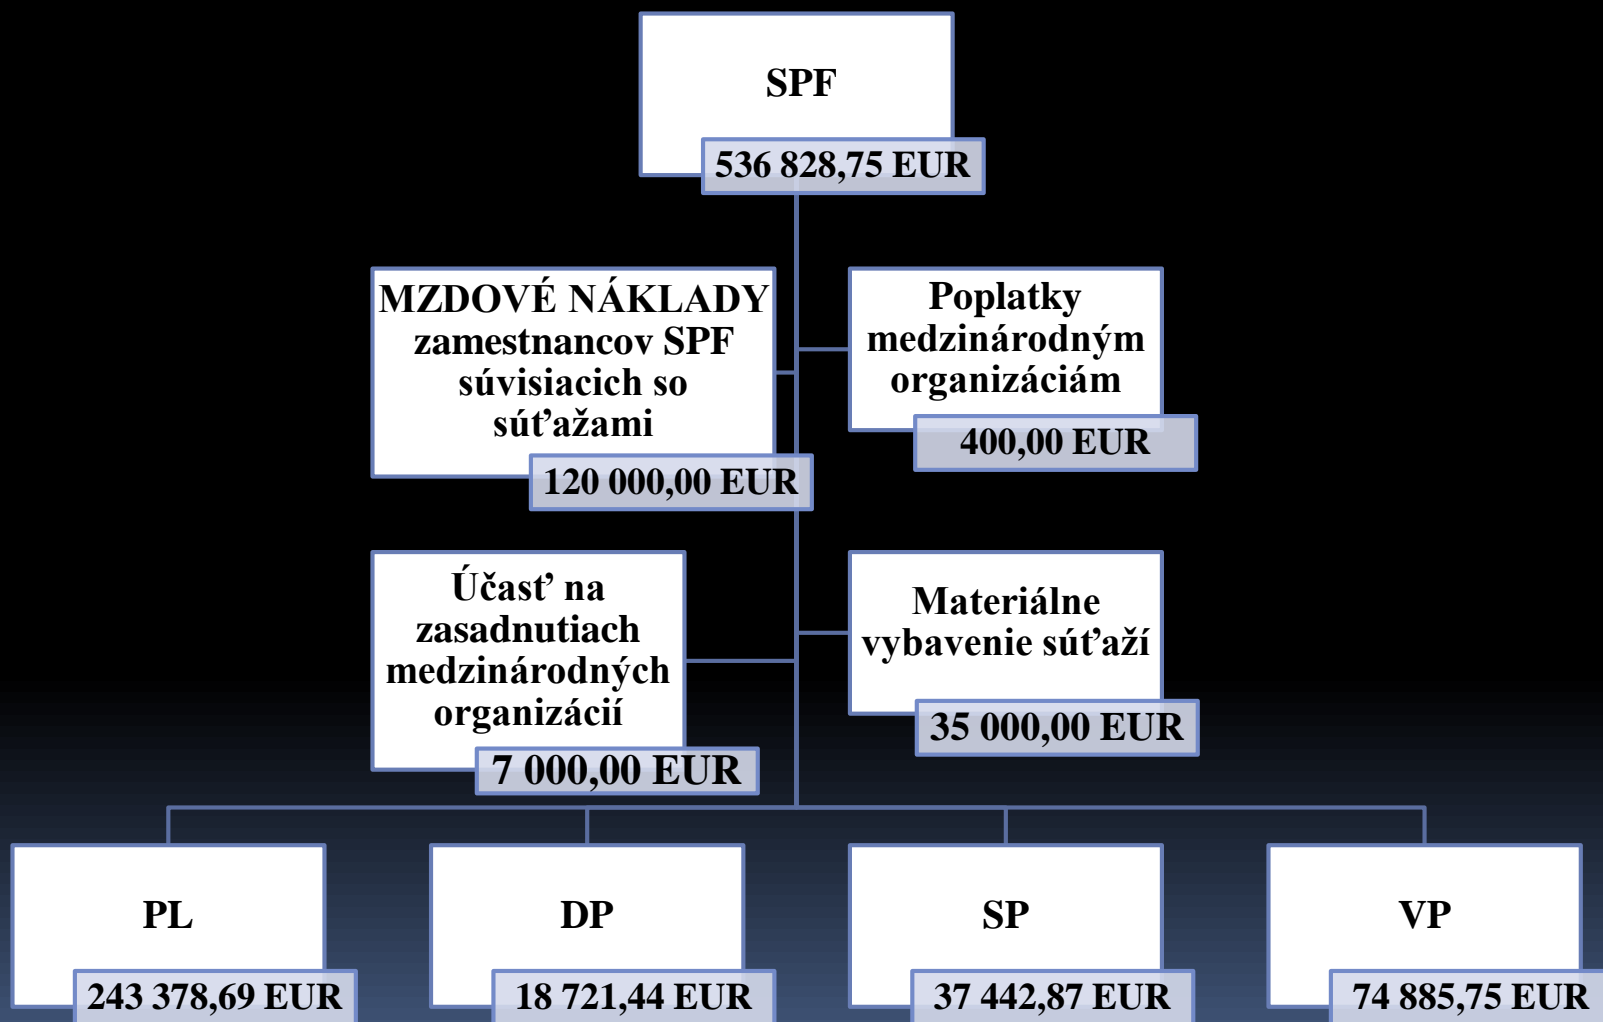 SPF
536 828,75 EUR
MZDOVÉ NÁKLADY
zamestnancov SPF
súvisiacich so
súťažami
120 000,00 EUR
Poplatky
medzinárodným
organizáciám
400,00 EUR
Účasť na
zasadnutiach
medzinárodných
organizácií
7 000,00 EUR
Materiálne
vybavenie súťaží
35 000,00 EUR
PL
243 378,69 EUR
DP
18 721,44 EUR
SP
37 442,87 EUR
VP
74 885,75 EUR